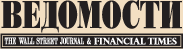 ВЕДОМОСТИ
THE WALL STREET JOURNAL & FINANCIAL TIMES